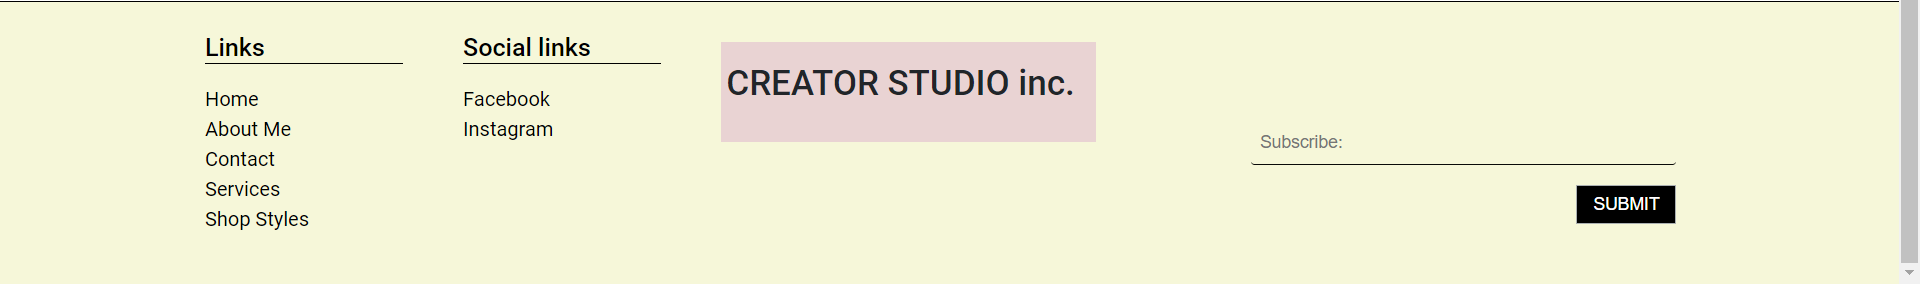 Links
Home
About Me
Contact
Services
Shop Styles
Social links
Facebook
Instagram
CREATOR STUDIO inc.
Subscribe:
SUBMIT